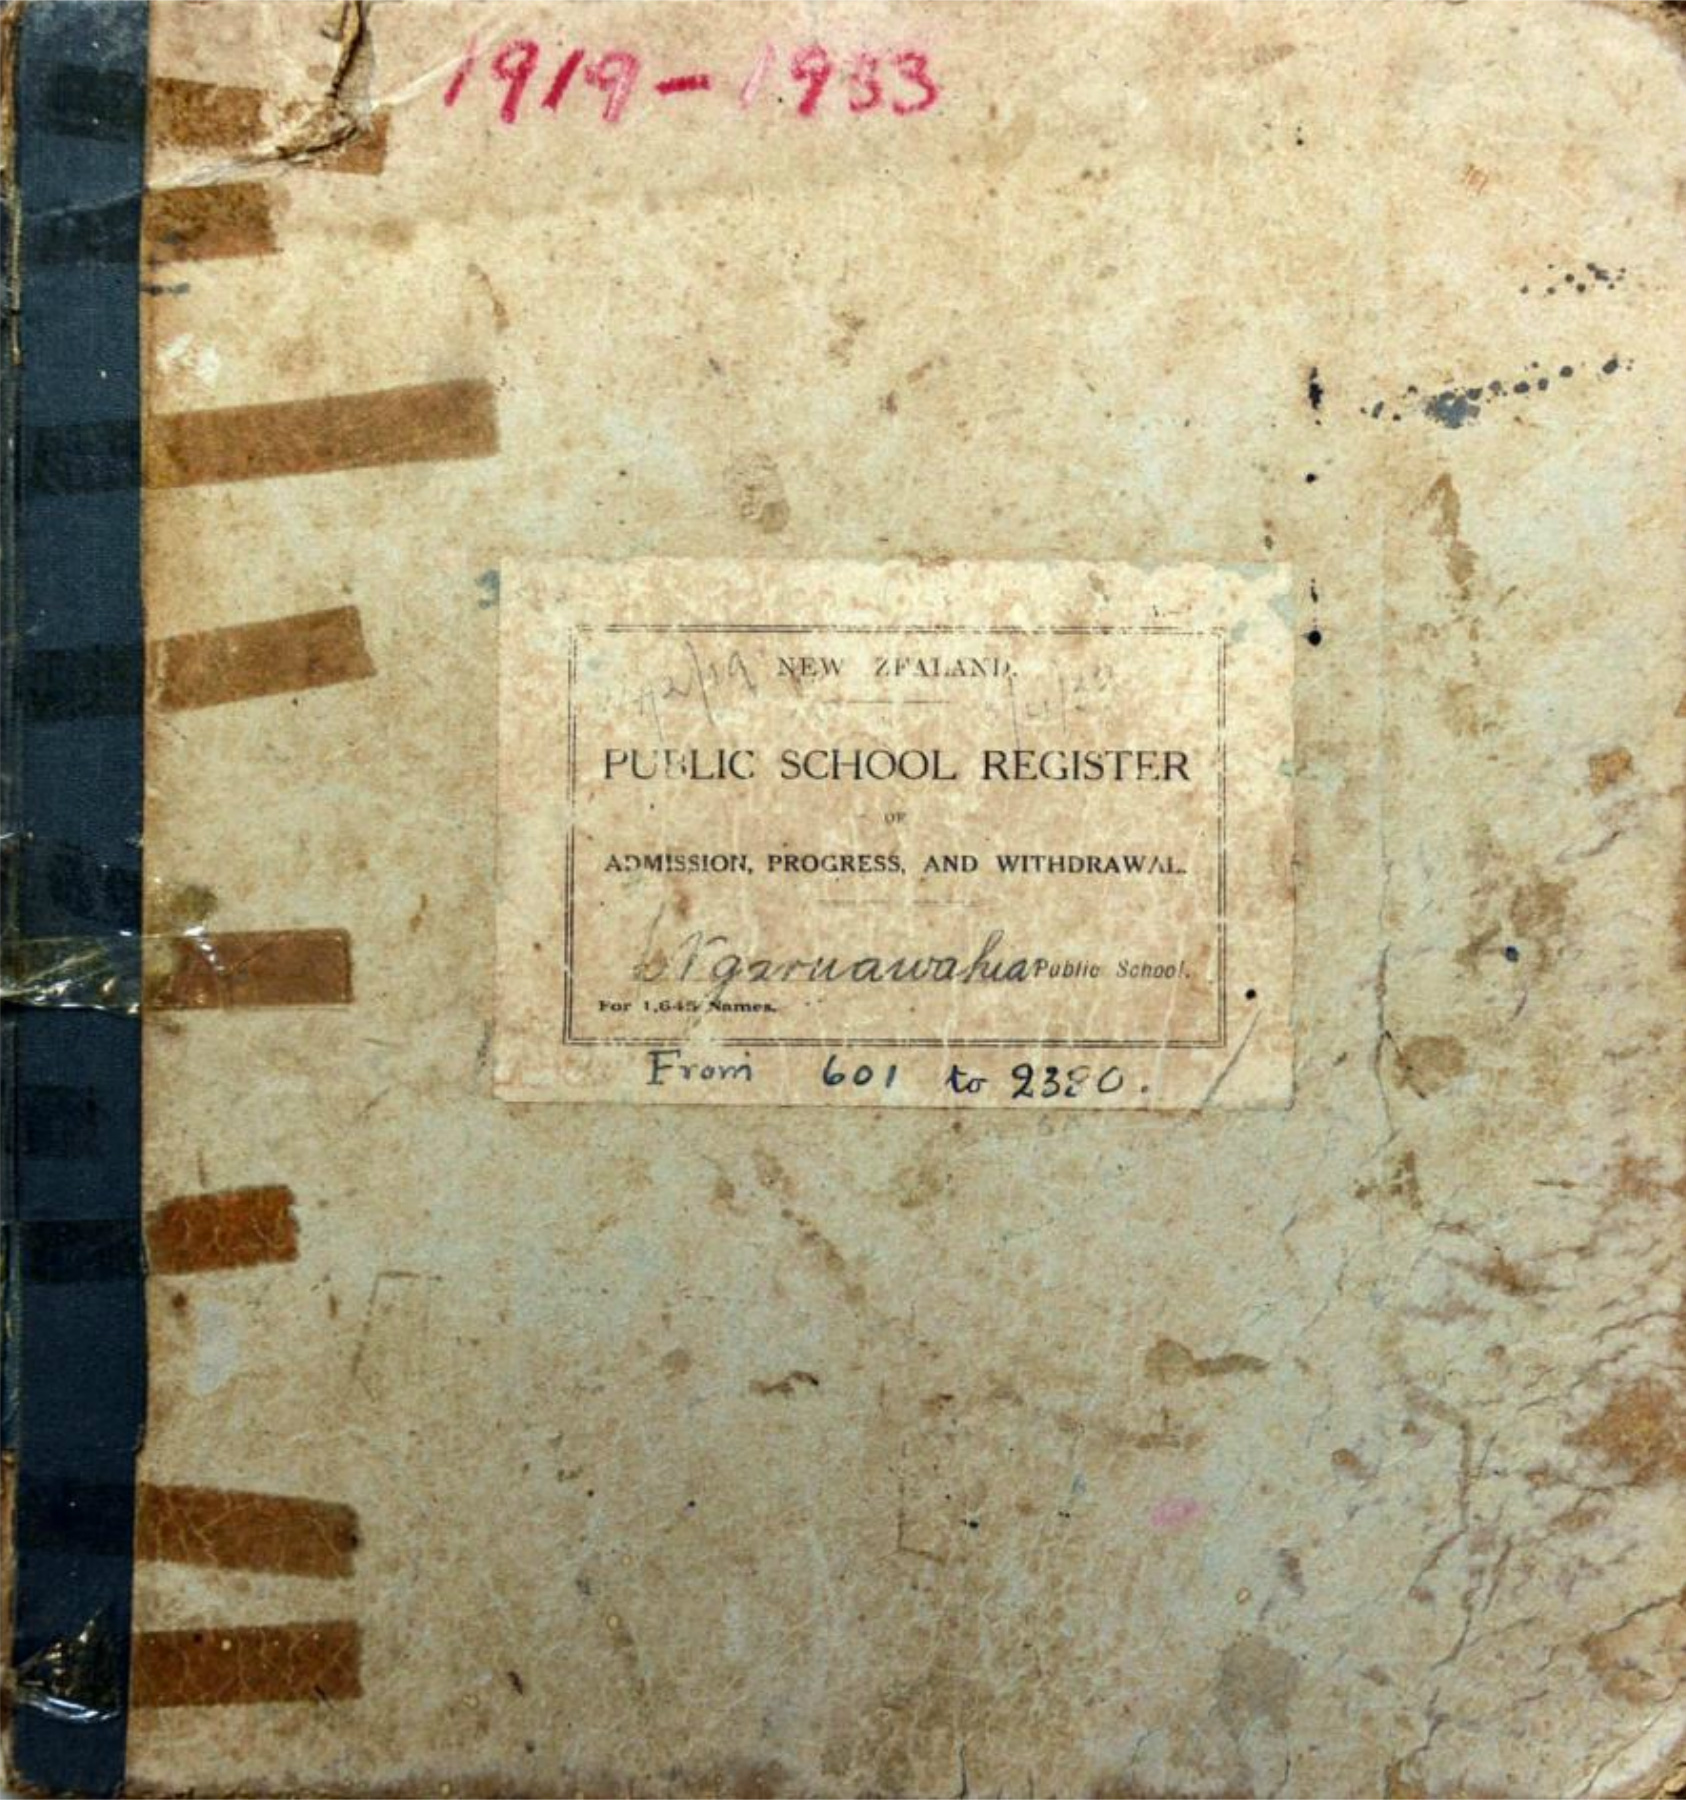 1919-1933
NEW ZEALAND.
PUBLIC SCHOOL REGISTER
OF
ADMISSION, PROGRESS, AND WITHDRAWAL.
Ngaruawahia Public School.
For 1,645 Names.
From 601 to 2380.